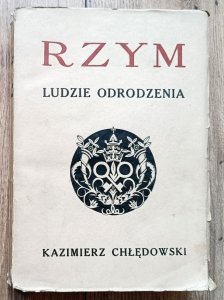 RZYM
LUDZIE ODRODZENIA
KAZIMIERZ CHŁĘDOWSKI